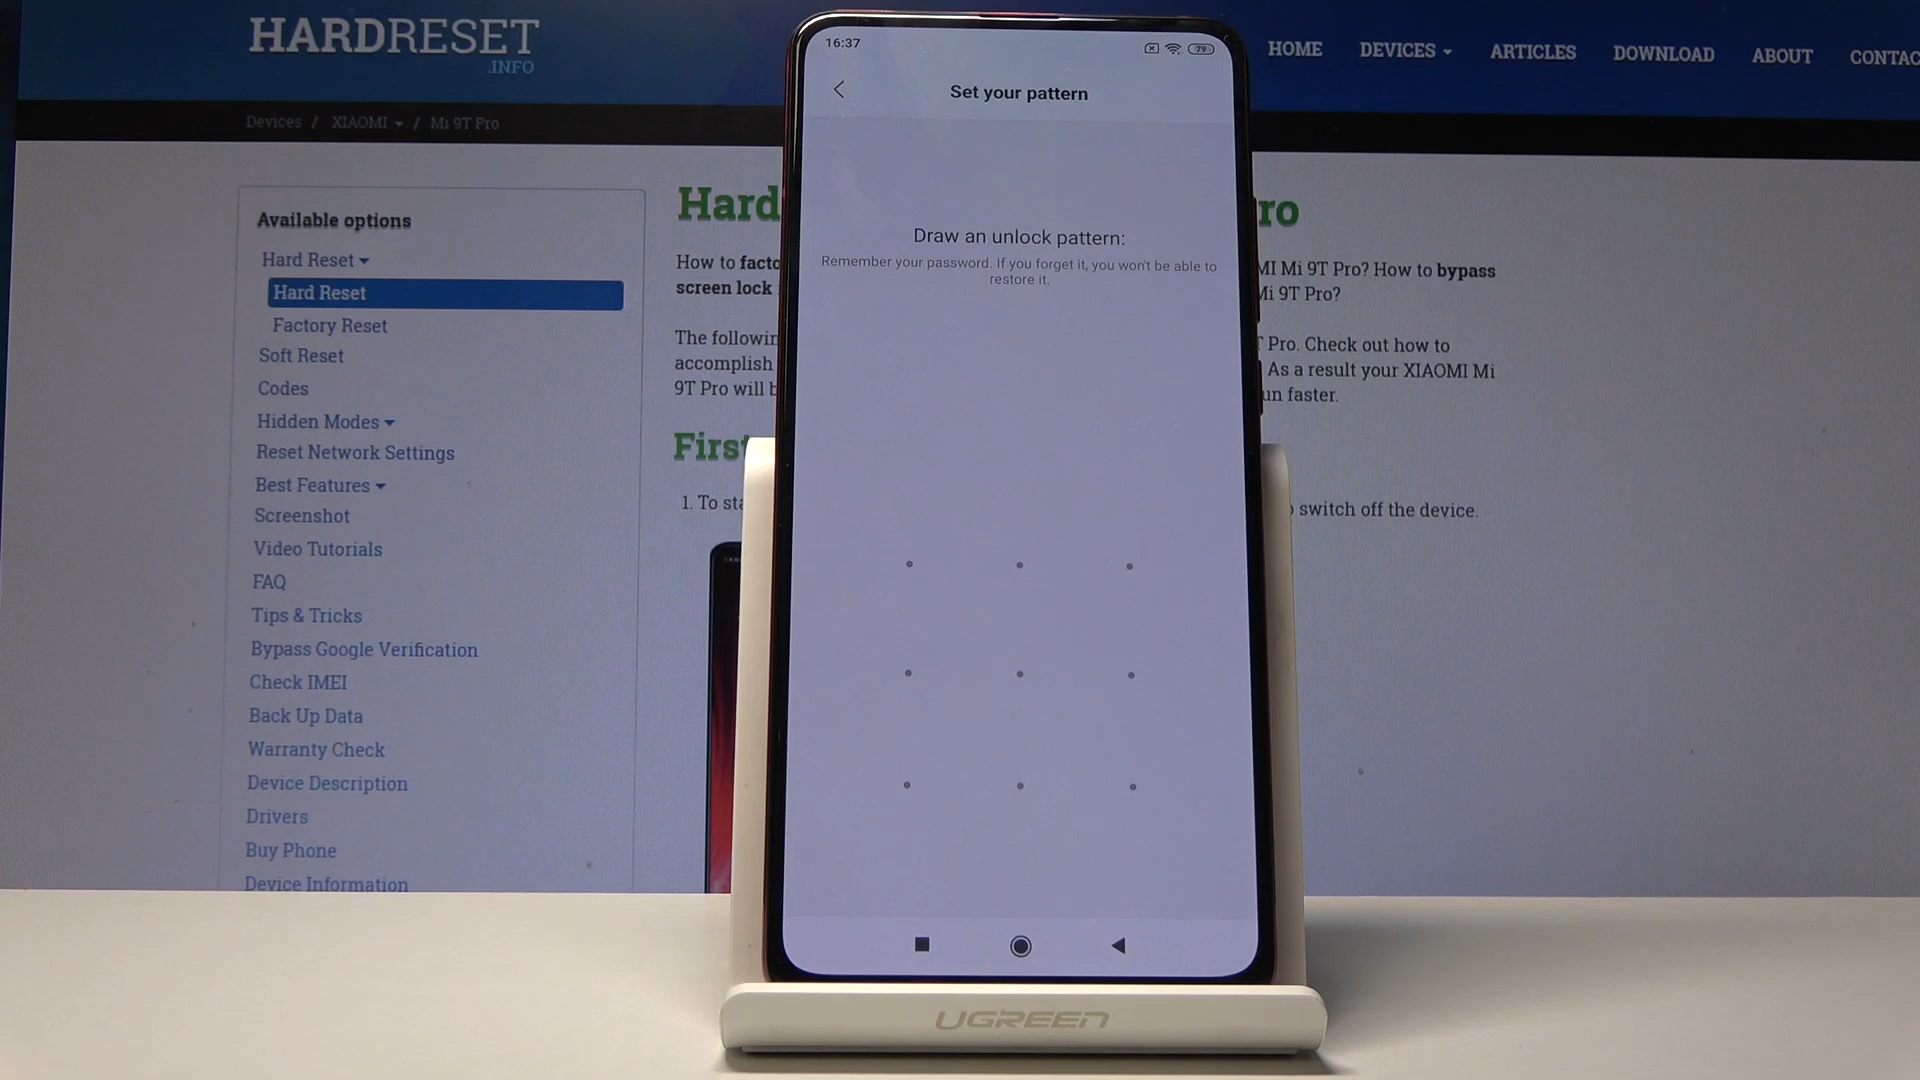 HARDRESET
.INFO
HOME DEVICES ARTICLES DOWNLOAD ABOUT CONTAC
Devices / XIAOMI / Mi 9T Pro
Available options
Hard Reset
Hard Reset
Factory Reset
Soft Reset
Codes
Hidden Modes
Reset Network Settings
Best Features
Screenshot
Video Tutorials
FAQ
Tips & Tricks
Bypass Google Verification
Check IMEI
Back Up Data
Warranty Check
Device Description
Drivers
Buy Phone
Device Information
Hard
How to facto
screen lock
The followin
accomplish
9T Pro will b
First
1. To sta
16:37
79
Set your pattern
Draw an unlock pattern:
Remember your password. If you forget it, you won't be able to
restore it.
ro
MI Mi 9T Pro? How to bypass
Mi 9T Pro?
T Pro. Check out how to
As a result your XIAOMI Mi
un faster.
switch off the device.
UGREEN